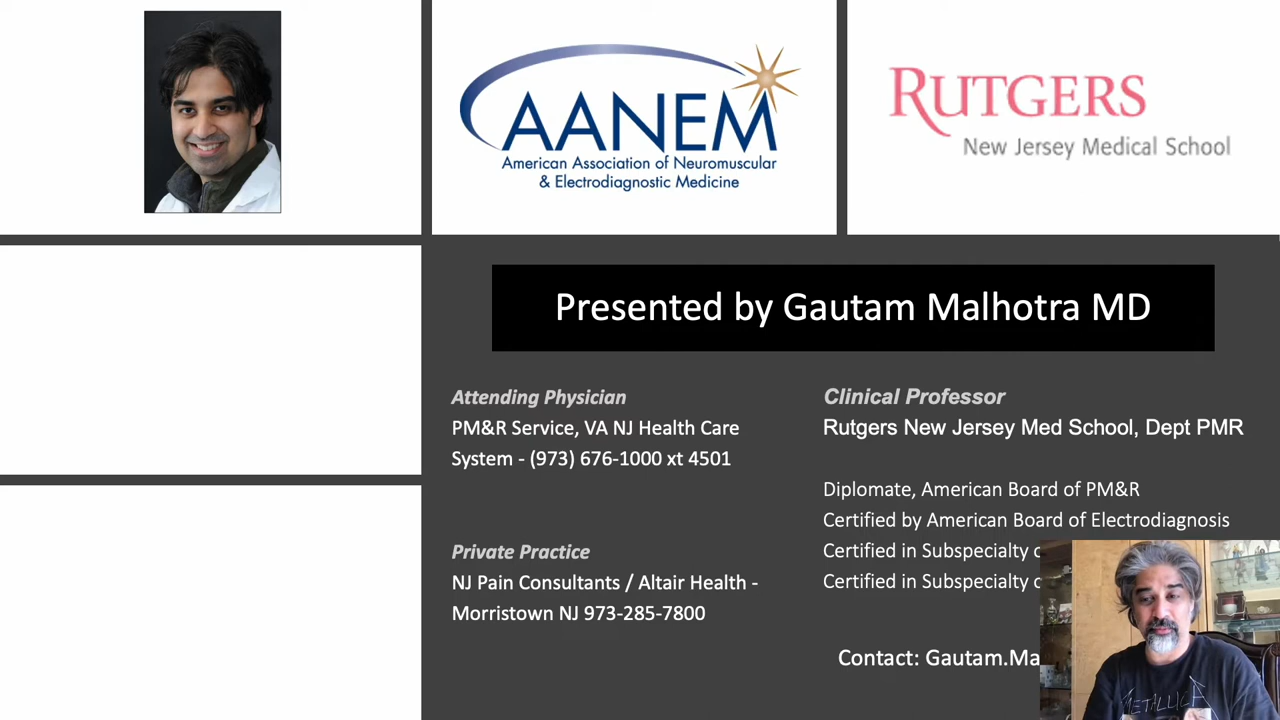 AANEM
American Association of Neuromuscular
& Electrodiagnostic Medicine
RUTGERS
New Jersey Medical School
Presented by Gautam Malhotra MD
Attending Physician
PM&R Service, VA NJ Health Care
System - (973) 676-1000 xt 4501
Private Practice
NJ Pain Consultants / Altair Health -
Morristown NJ 973-285-7800
Clinical Professor
Rutgers New Jersey Med School, Dept PMR
Diplomate, American Board of PM&R
Certified by American Board of Electrodiagnosis
Certified in Subspecialty
Certified in Subspecialty
Contact: Gautam.Ma
METALLICA